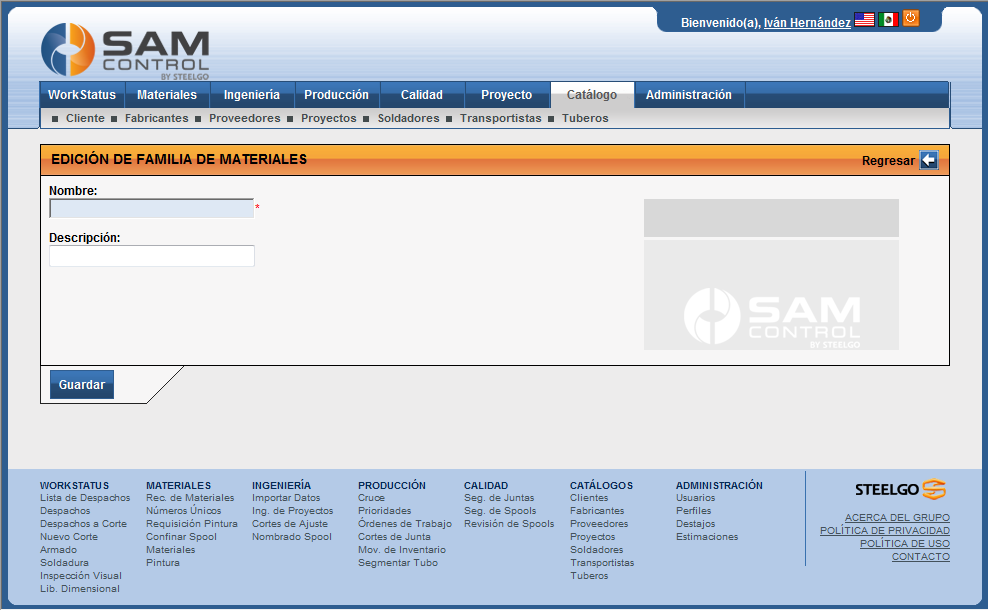 Bienvenido(a), Iván Hernández
SAM
CONTROL
BY STEELGO
WorkStatus Materiales Ingeniería Producción Calidad Proyecto Catálogo Administración
Cliente Fabricantes Proveedores Proyectos Soldadores Transportistas Tuberos
EDICIÓN DE FAMILIA DE MATERIALES Regresar
Nombre:
*
Descripción:
SAM
CONTROL
BY STEELGO
Guardar
WORKSTATUS
Lista de Despachos
Despachos
Despachos a Corte
Nuevo Corte
Armado
Soldadura
Inspección Visual
Lib. Dimensional
MATERIALES
Rec. de Materiales
Números Únicos
Requisición Pintura
Confinar Spool
Materiales
Pintura
INGENIERÍA
Importar Datos
Ing. de Proyectos
Cortes de Ajuste
Nombrado Spool
PRODUCCIÓN
Cruce
Prioridades
Órdenes de Trabajo
Cortes de Junta
Mov. de Inventario
Segmentar Tubo
CALIDAD
Seg. de Juntas
Seg. de Spools
Revisión de Spools
CATÁLOGOS
Clientes
Fabricantes
Proveedores
Proyectos
Soldadores
Transportistas
Tuberos
ADMINISTRACIÓN
Usuarios
Perfiles
Destajos
Estimaciones
STEELGO
ACERCA DEL GRUPO
POLÍTICA DE PRIVACIDAD
POLÍTICA DE USO
CONTACTO